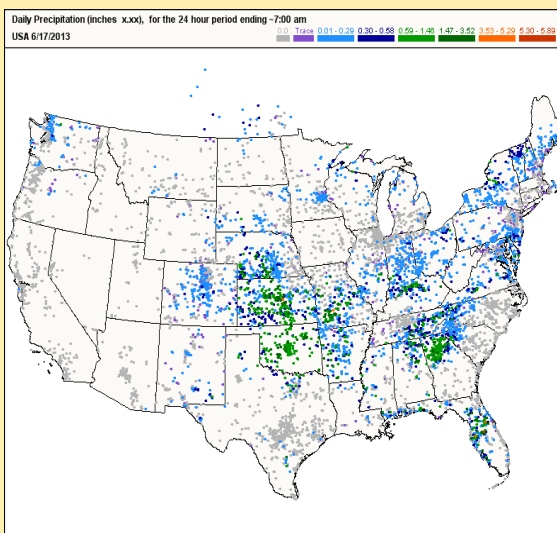 Daily Precipitation (inches x.xx), for the 24 hour period ending ~7:00 am
USA 6/17/2013
0.0 Trace 0.01 - 0.29 0.30 - 0.58 0.59 - 1.46 1.47 - 3.52 3.53 - 5.29 5.30 - 5.89